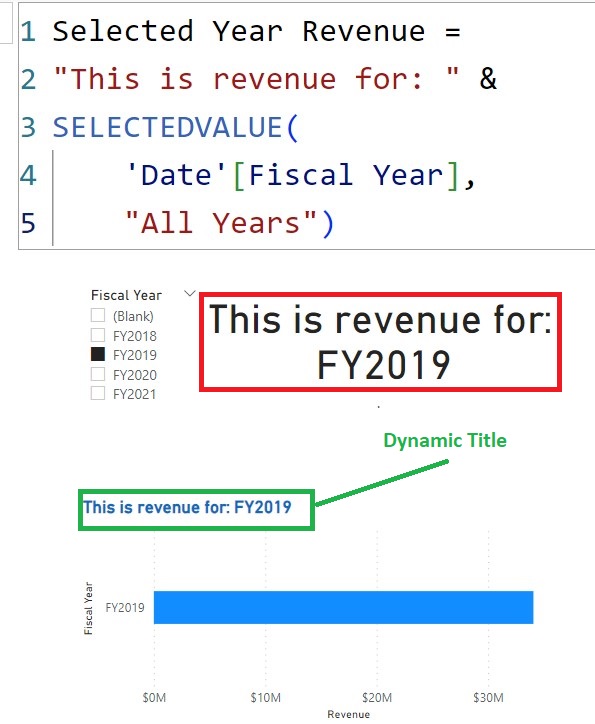 1 Selected Year Revenue =
2 "This is revenue for: " &
3 SELECTEDVALUE(
4 'Date'[Fiscal Year],
5 "All Years")
Fiscal Year
(Blank)
FY2018
FY2019
FY2020
FY2021
This is revenue for:
FY2019
Dynamic Title
This is revenue for: FY2019
Fiscal Year
FY2019
$0M $10M $20M $30M
Revenue